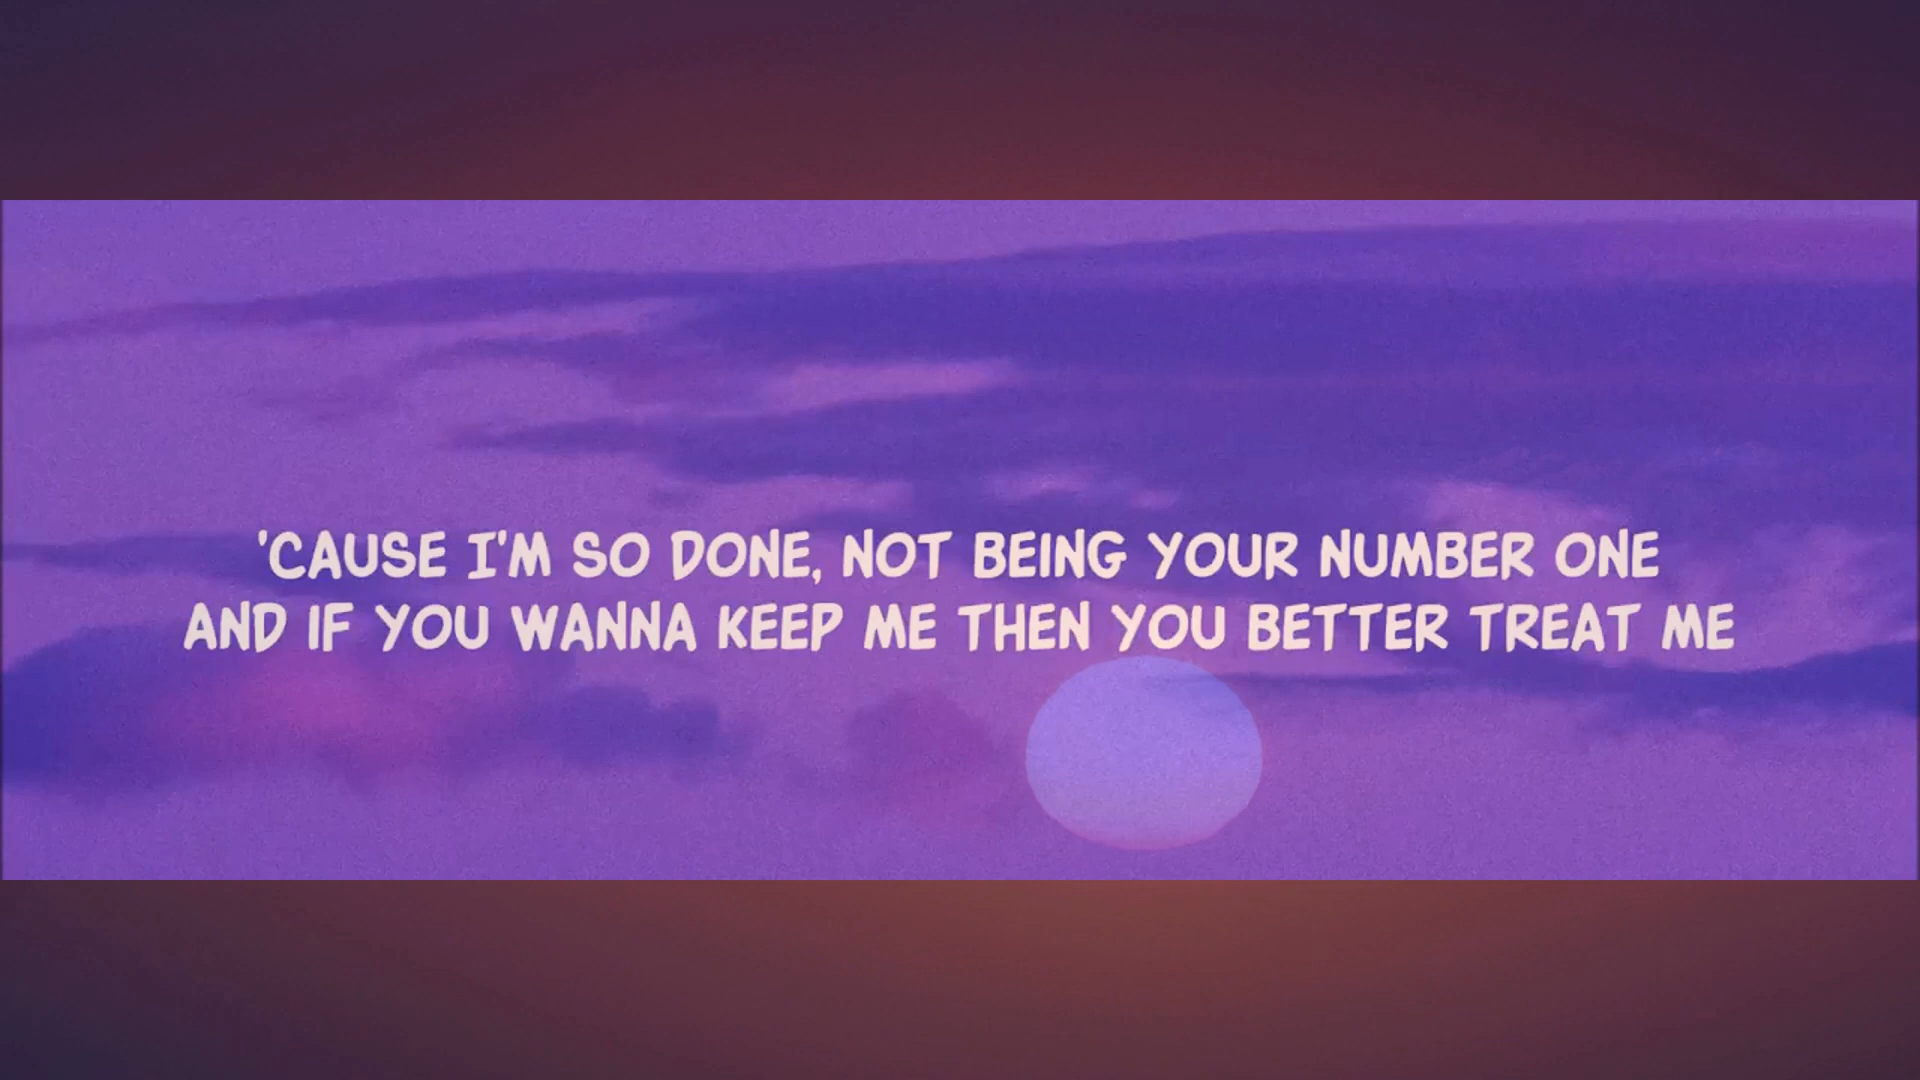 'CAUSE I'M SO DONE, NOT BEING YOUR NUMBER ONE
AND IF YOU WANNA KEEP ME THEN YOU BETTER TREAT ME